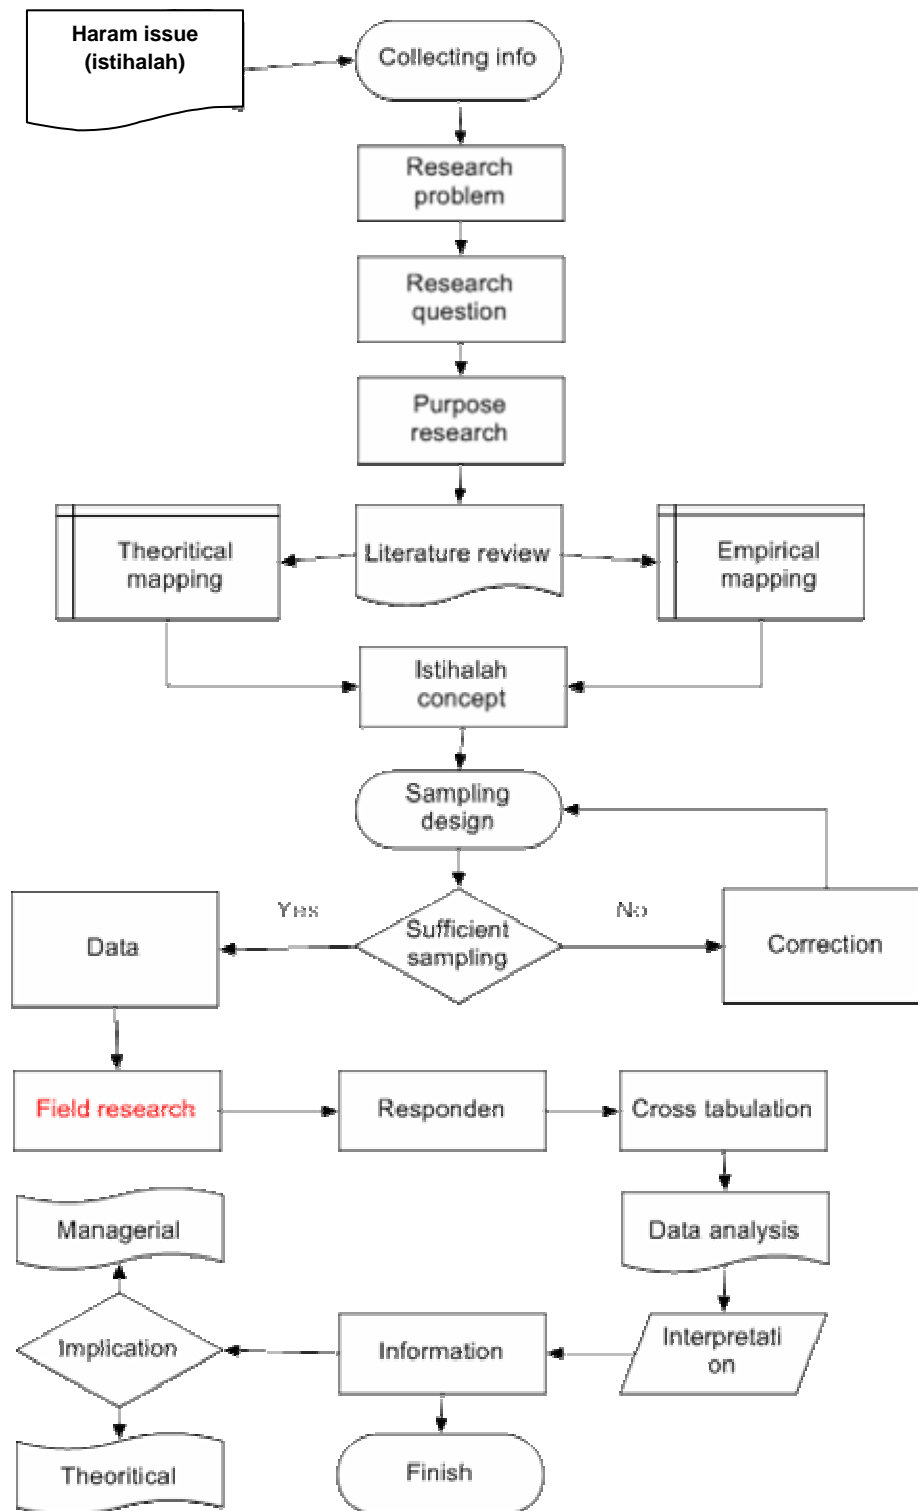 Haram issue
(istihalah)
Collecting info
Research
problem
Research
question
Purpose
research
Theoritical
mapping
Literature review
Empirical
mapping
Istihalah
concept
Sampling
design
Yes
No
Data
Sufficient
sampling
Correction
Field research
Responden
Cross tabulation
Managerial
Data analysis
Implication
Information
Interpretati
on
Theoritical
Finish